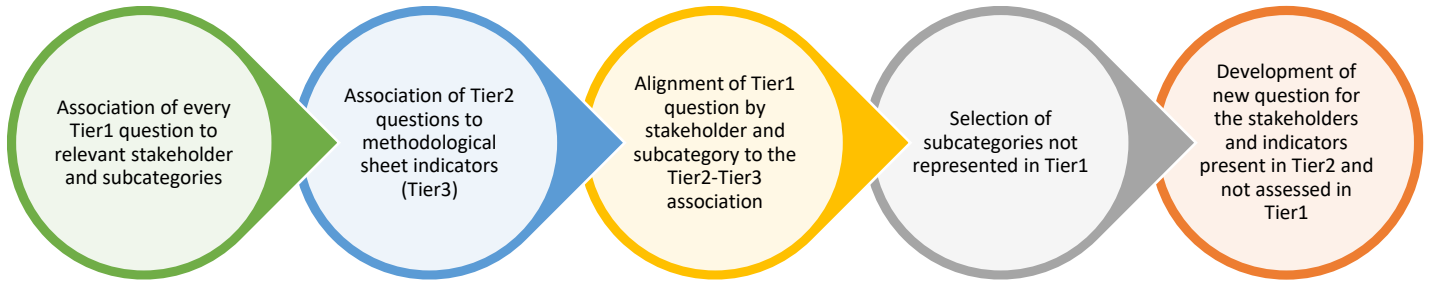 Association of every
Tier1 question to
relevant stakeholder
and subcategories
Association of Tier2
questions to
methodological
sheet indicators
(Tier3)
Alignment of Tier1
question by
stakeholder and
subcategory to the
Tier2-Tier3
association
Selection of
subcategories not
represented in Tier1
Development of
new question for
the stakeholders
and indicators
present in Tier2 and
not assessed in
Tier1